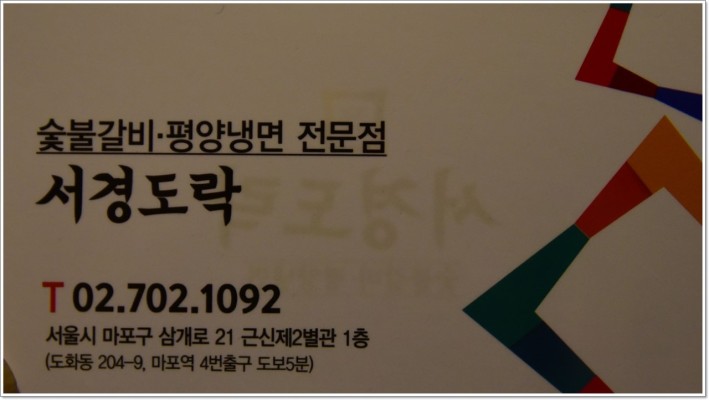 숯불갈비·평양냉면 전문점
서경도락
T 02.702.1092
서울시 마포구 삼개로 21 근신제2별관 1층
(도화동 204-9, 마포역 4번출구 도보5분)